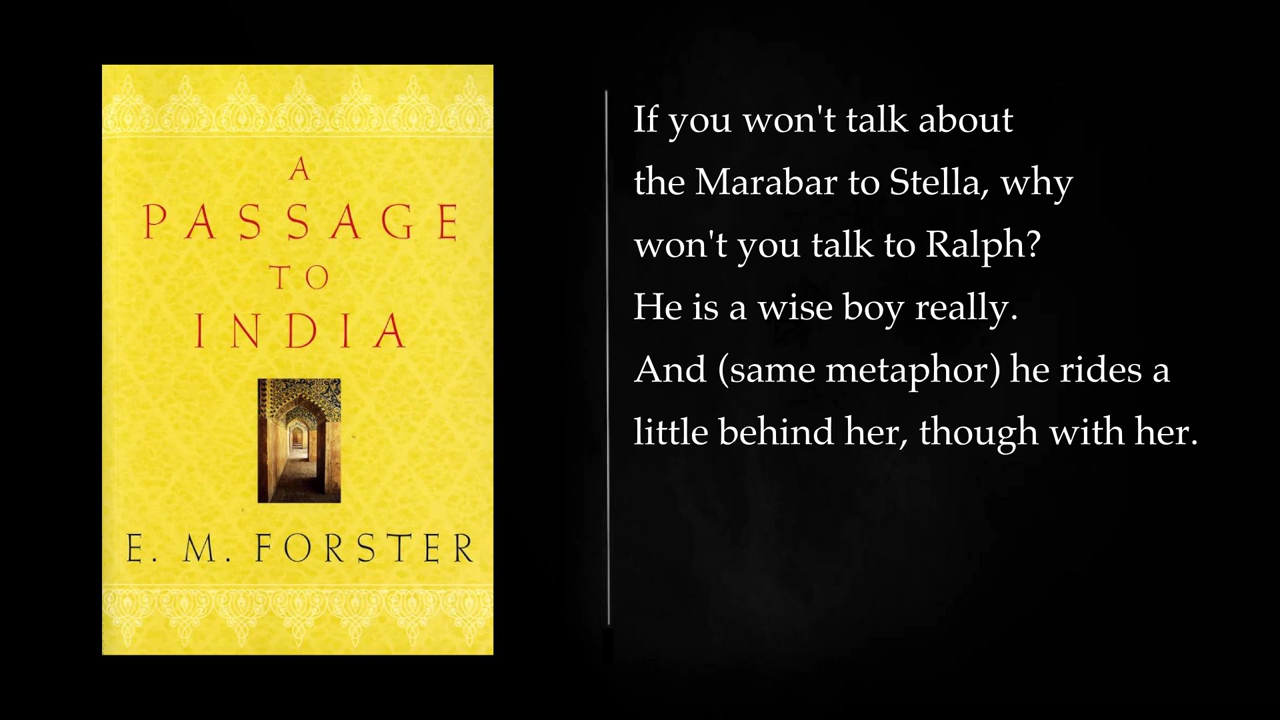 A
PASSAGE
TO
INDIA
E. M. FORSTER
If you won't talk about
the Marabar to Stella, why
won't you talk to Ralph?
He is a wise boy really.
And (same metaphor) he rides a
little behind her, though with her.